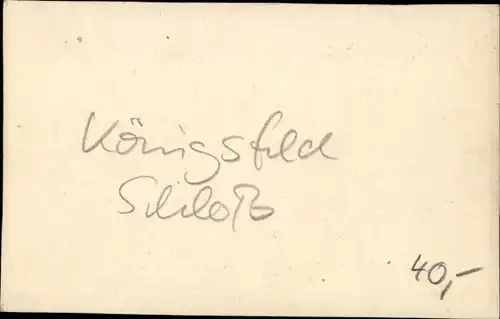 Königsfeld
Schloß
40,-